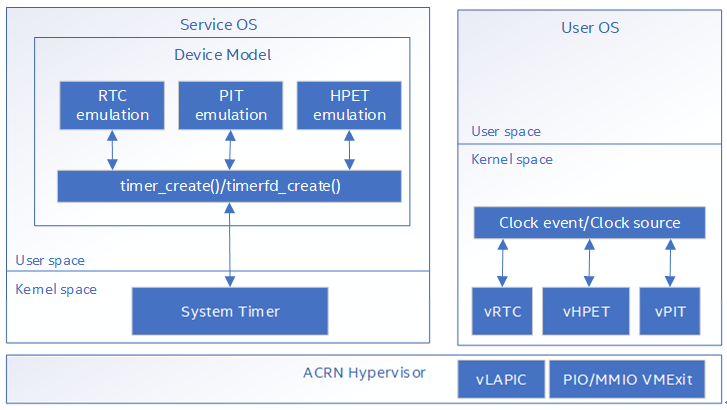 Service OS
Device Model
RTC
emulation
PIT
emulation
HPET
emulation
timer_create()/timerfd_create()
User space
Kernel space
System Timer
User OS
User space
Kernel space
Clock event/Clock source
vRTC
vHPET
vPIT
ACRN Hypervisor
vLAPIC
PIO/MMIO VMExit